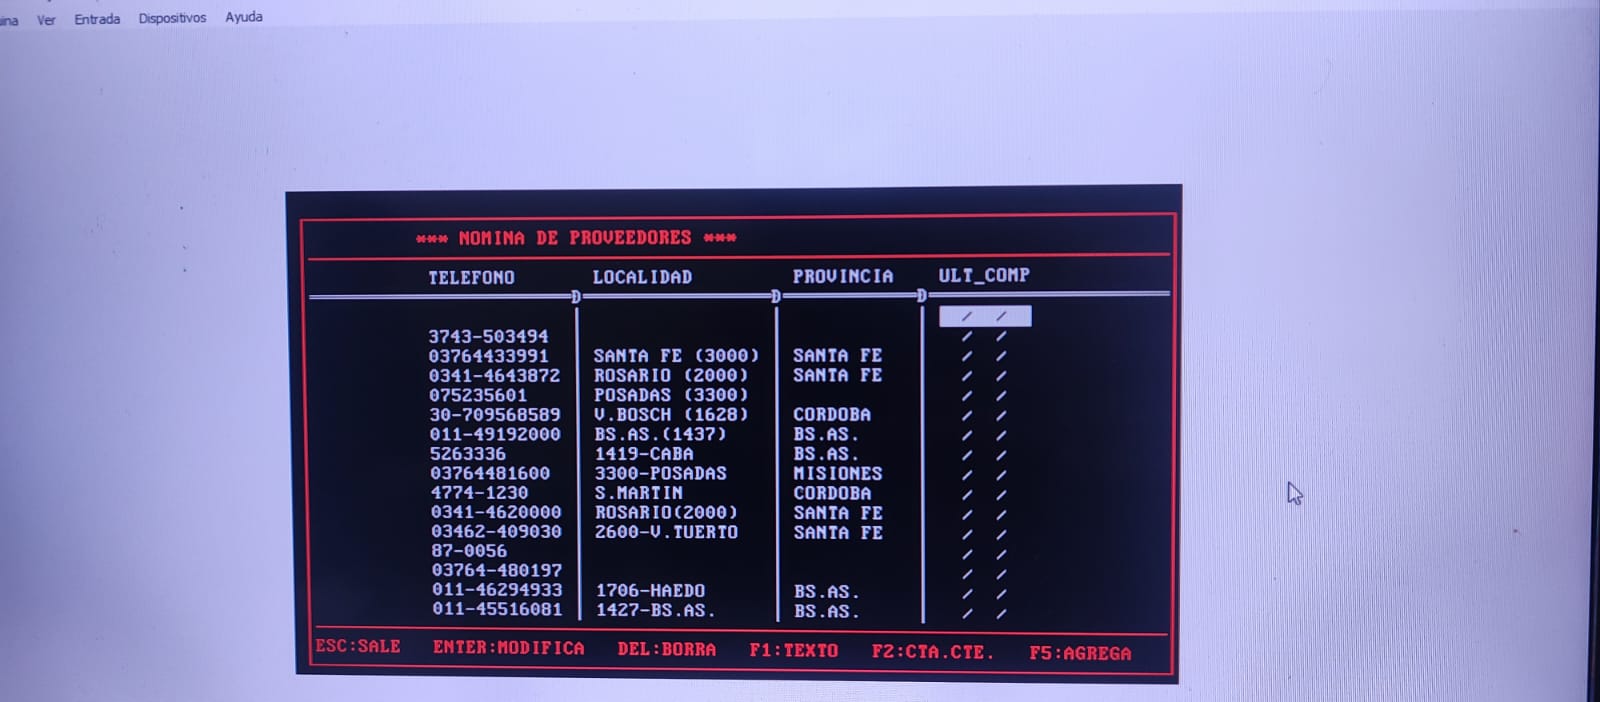 Ver Entrada Dispositivos Ayuda
*** NOMINA DE PROVEEDORES ***
TELEFONO LOCALIDAD PROVINCIA ULT_COMP
/ /
3743-503494 / /
03764433991 SANTA FE (3000) SANTA FE / /
0341-4643872 ROSARIO (2000) SANTA FE / /
075235601 POSADAS (3300) / /
30-709568589 V.BOSCH (1628) CORDOBA / /
011-49192000 BS.AS.(1437) BS.AS. / /
5263336 1419-CABA BS.AS. / /
03764481600 3300-POSADAS MISIONES / /
4774-1230 S.MARTIN CORDOBA / /
0341-4620000 ROSARIO(2000) SANTA FE / /
03462-409030 2600-V.TUERTO SANTA FE / /
87-0056 / /
03764-480197 / /
011-46294933 1706-HAEDO BS.AS. / /
011-45516081 1427-BS.AS. BS.AS. / /
ESC:SALE ENTER:MODIFICA DEL:BORRA F1:TEXTO F2:CTA.CTE. F5:AGREGA